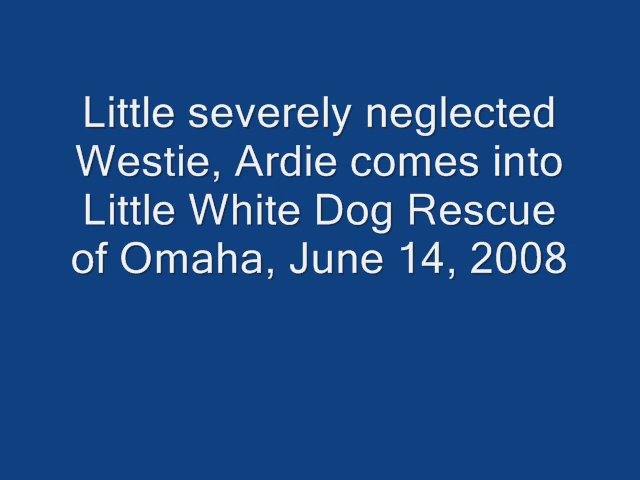 Little severely neglected
Westie, Ardie comes into
Little White Dog Rescue
of Omaha, June 14, 2008